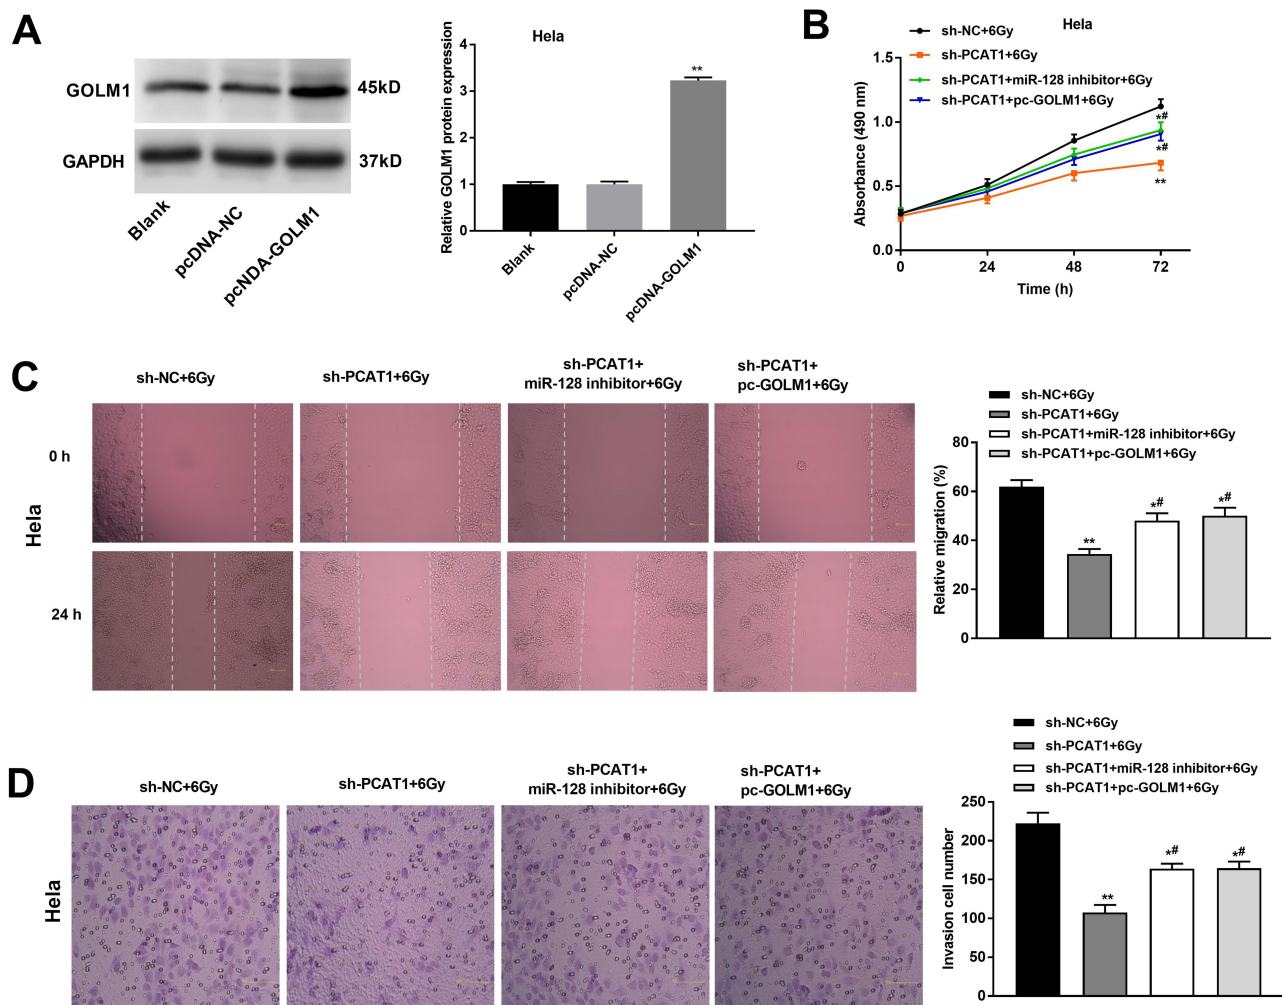 A
GOLM1
45kD
GAPDH
37kD
Blank
pcDNA-NC
pcNDA-GOLM1
Hela
Relative GOLM1 protein expression
4
3
2
1
0
**
Blank
pcDNA-NC
pcDNA-GOLM1
B
Hela
sh-NC+6Gy
sh-PCAT1+6Gy
sh-PCAT1+miR-128 inhibitor+6Gy
sh-PCAT1+pc-GOLM1+6Gy
Absorbance (490 nm)
1.5
1.0
0.5
0.0
*#
*#
**
0 24 48 72
Time (h)
C
sh-NC+6Gy
sh-PCAT1+6Gy
sh-PCAT1+
miR-128 inhibitor+6Gy
sh-PCAT1+
pc-GOLM1+6Gy
0 h
24 h
Hela
sh-NC+6Gy
sh-PCAT1+6Gy
sh-PCAT1+miR-128 inhibitor+6Gy
sh-PCAT1+pc-GOLM1+6Gy
Relative migration (%)
80
60
40
20
0
**
*#
*#
D
sh-NC+6Gy
sh-PCAT1+6Gy
sh-PCAT1+
miR-128 inhibitor+6Gy
sh-PCAT1+
pc-GOLM1+6Gy
Hela
sh-NC+6Gy
sh-PCAT1+6Gy
sh-PCAT1+miR-128 inhibitor+6Gy
sh-PCAT1+pc-GOLM1+6Gy
Invasion cell number
250
200
150
100
50
0
**
*#
*#